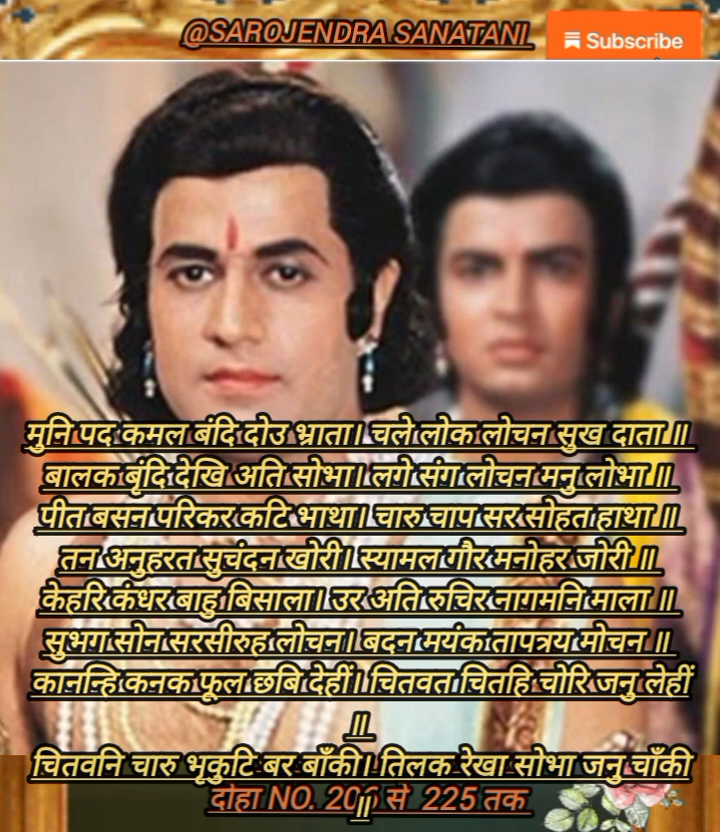 @SAROJENDRA SANATANI
Subscribe
मुनि पद कमल बंदि दोउ भ्राता। चले लोक लोचन सुख दाता॥
बालक बृंदि देखि अति सोभा। लगे संग लोचन मनु लोभा॥
पीत बसन परिकर कटि भाथा। चारु चाप सर सोहत हाथा॥
तन अनुहरत सुचंदन खोरी। स्यामल गौर मनोहर जोरी॥
केहरि कंधर बाहु बिसाला। उर अति रुचिर नागमनि माला॥
सुभग सोन सरसीरुह लोचन। बदन मयंक तापत्रय मोचन॥
कानन्हि कनक फूल छबि देहीं। चितवत चितहि चोरि जनु लेहीं
॥
चितवनि चारु भृकुटि बर बाँकी। तिलक रेखा सोभा जनु चाँकी
॥
दोहा NO. से 225 तक